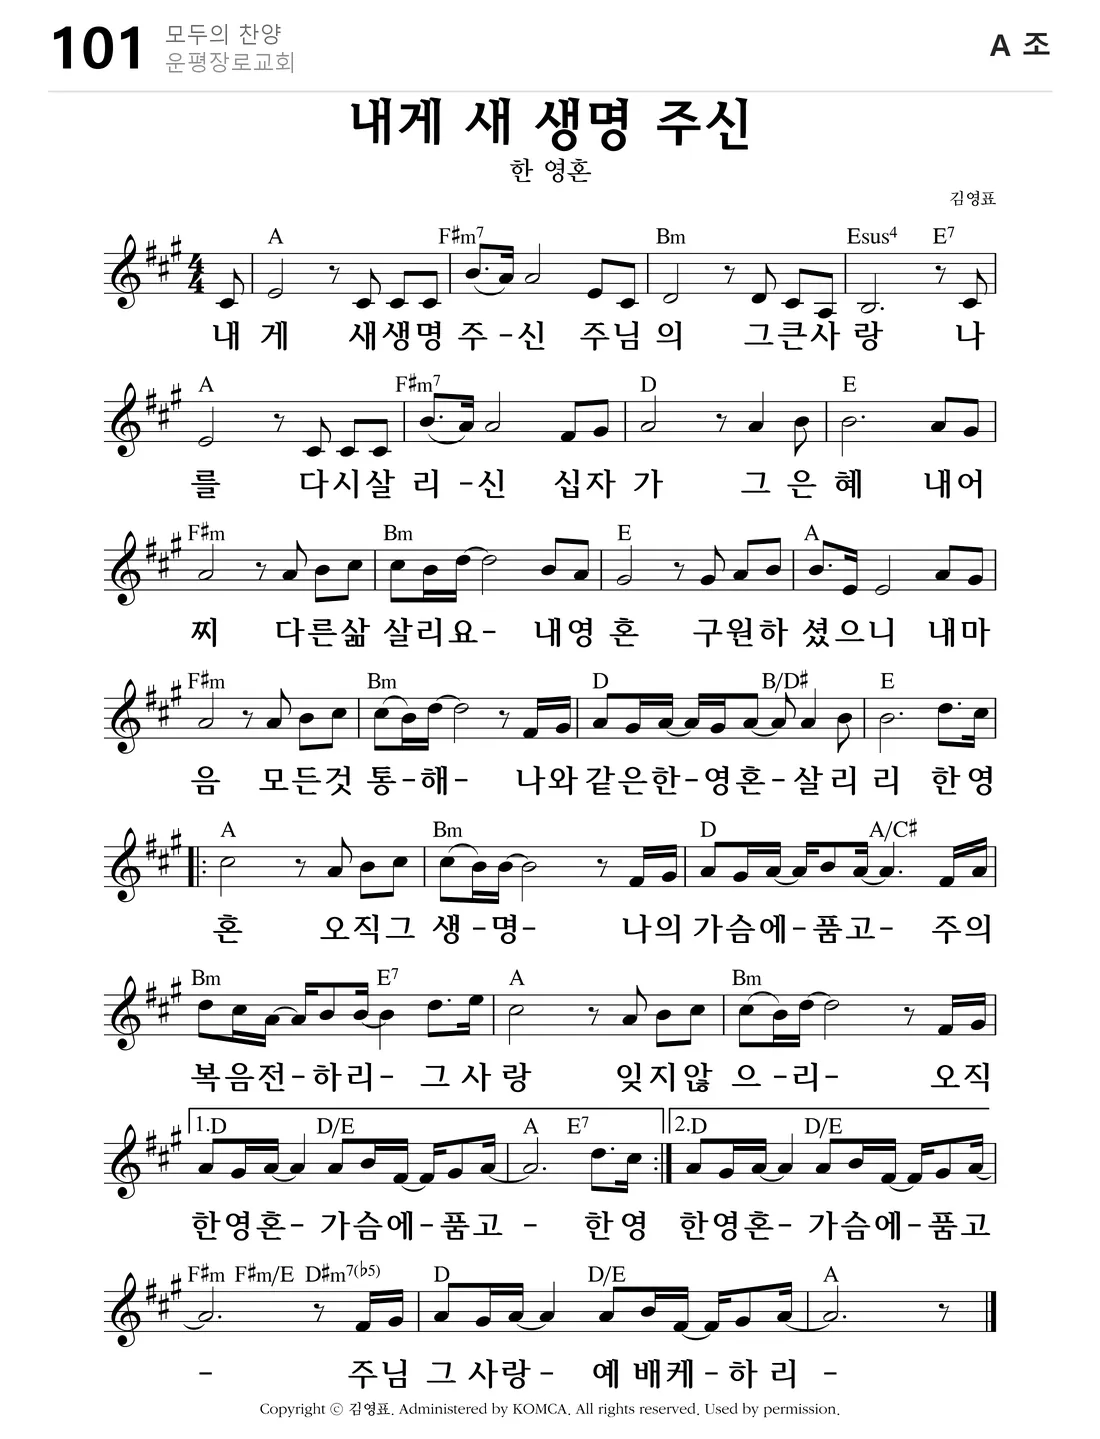 101
모두의 찬양
운평장로교회
A 조
내게 새 생명 주신
한 영혼
김영표
A F♯m7 Bm Esus4 E7
내 게 새생명 주 -신 주님 의 그큰사 랑 나
A F♯m7 D E
를 다시살 리 -신 십자 가 그 은 혜 내어
F♯m Bm E A
찌 다른삶 살리요- 내영 혼 구원하 셨으니 내마
F♯m Bm D B/D♯ E
음 모든것 통-해- 나와 같은한-영혼-살리 리 한영
A Bm D A/C♯
혼 오직그 생-명- 나의 가슴에-품고- 주의
Bm E7 A Bm
복음전-하리- 그사 랑 잊지않 으-리- 오직
1.D D/E A E7 2.D D/E
한영혼- 가슴에-품고 - 한영 한영혼- 가슴에-품고
F♯m F♯m/E D♯m7(♭5) D D/E A
- 주님 그사랑- 예배케-하리 -
Copyright ⓒ 김영표. Administered by KOMCA. All rights reserved. Used by permission.